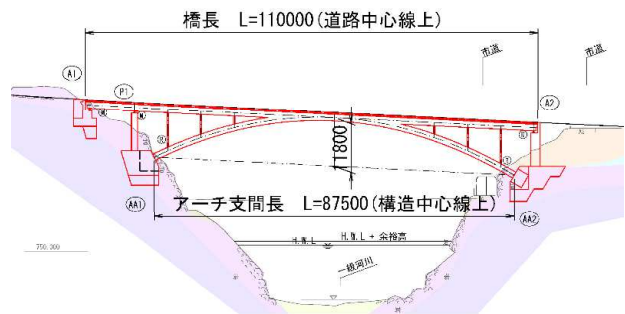 橋長 L=110000(道路中心線上)
市道
市道
A1
P1
A2
11800
アーチ支間長 L=87500(構造中心線上)
AA1
AA2
H.W.L
H.W.L + 余裕高
750.000
一級河川